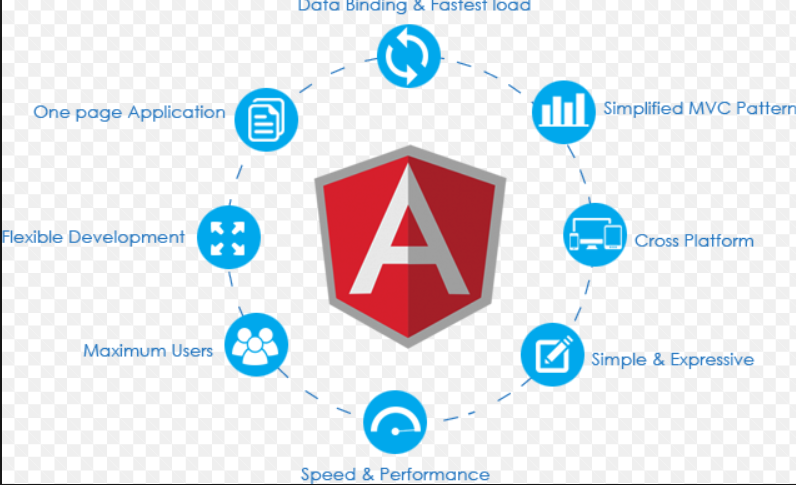 Data Binding & Fastest load
One page Application
Simplified MVC Pattern
Flexible Development
Cross Platform
Maximum Users
Simple & Expressive
Speed & Performance
A